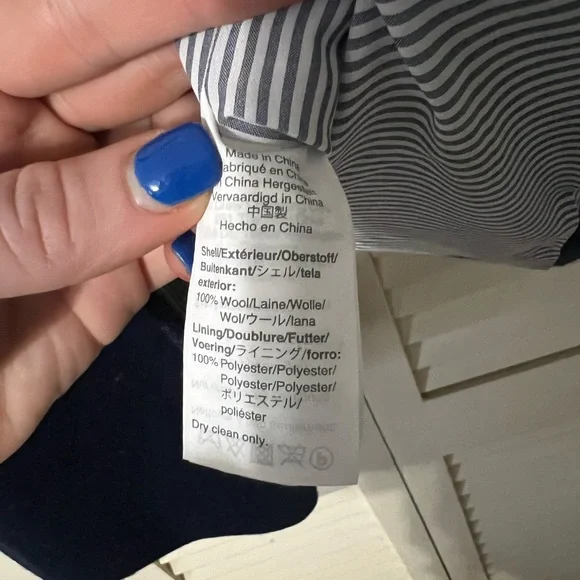 Made in China
Fabriqué en
China
Vervaardigd in China
中国製
Hecho en China
Shell/Extérieur/Oberstoff/
Buitenkant/シェル/tela
exterior:
100% Wool/Laine/Wolle/
Wol/ウール/lana
Lining/Doublure/Futter/
Voering/ライニング/forro:
100% Polyester/Polyester/
Polyester/Polyester/
ポリエステル/
poliéster
Dry clean only.